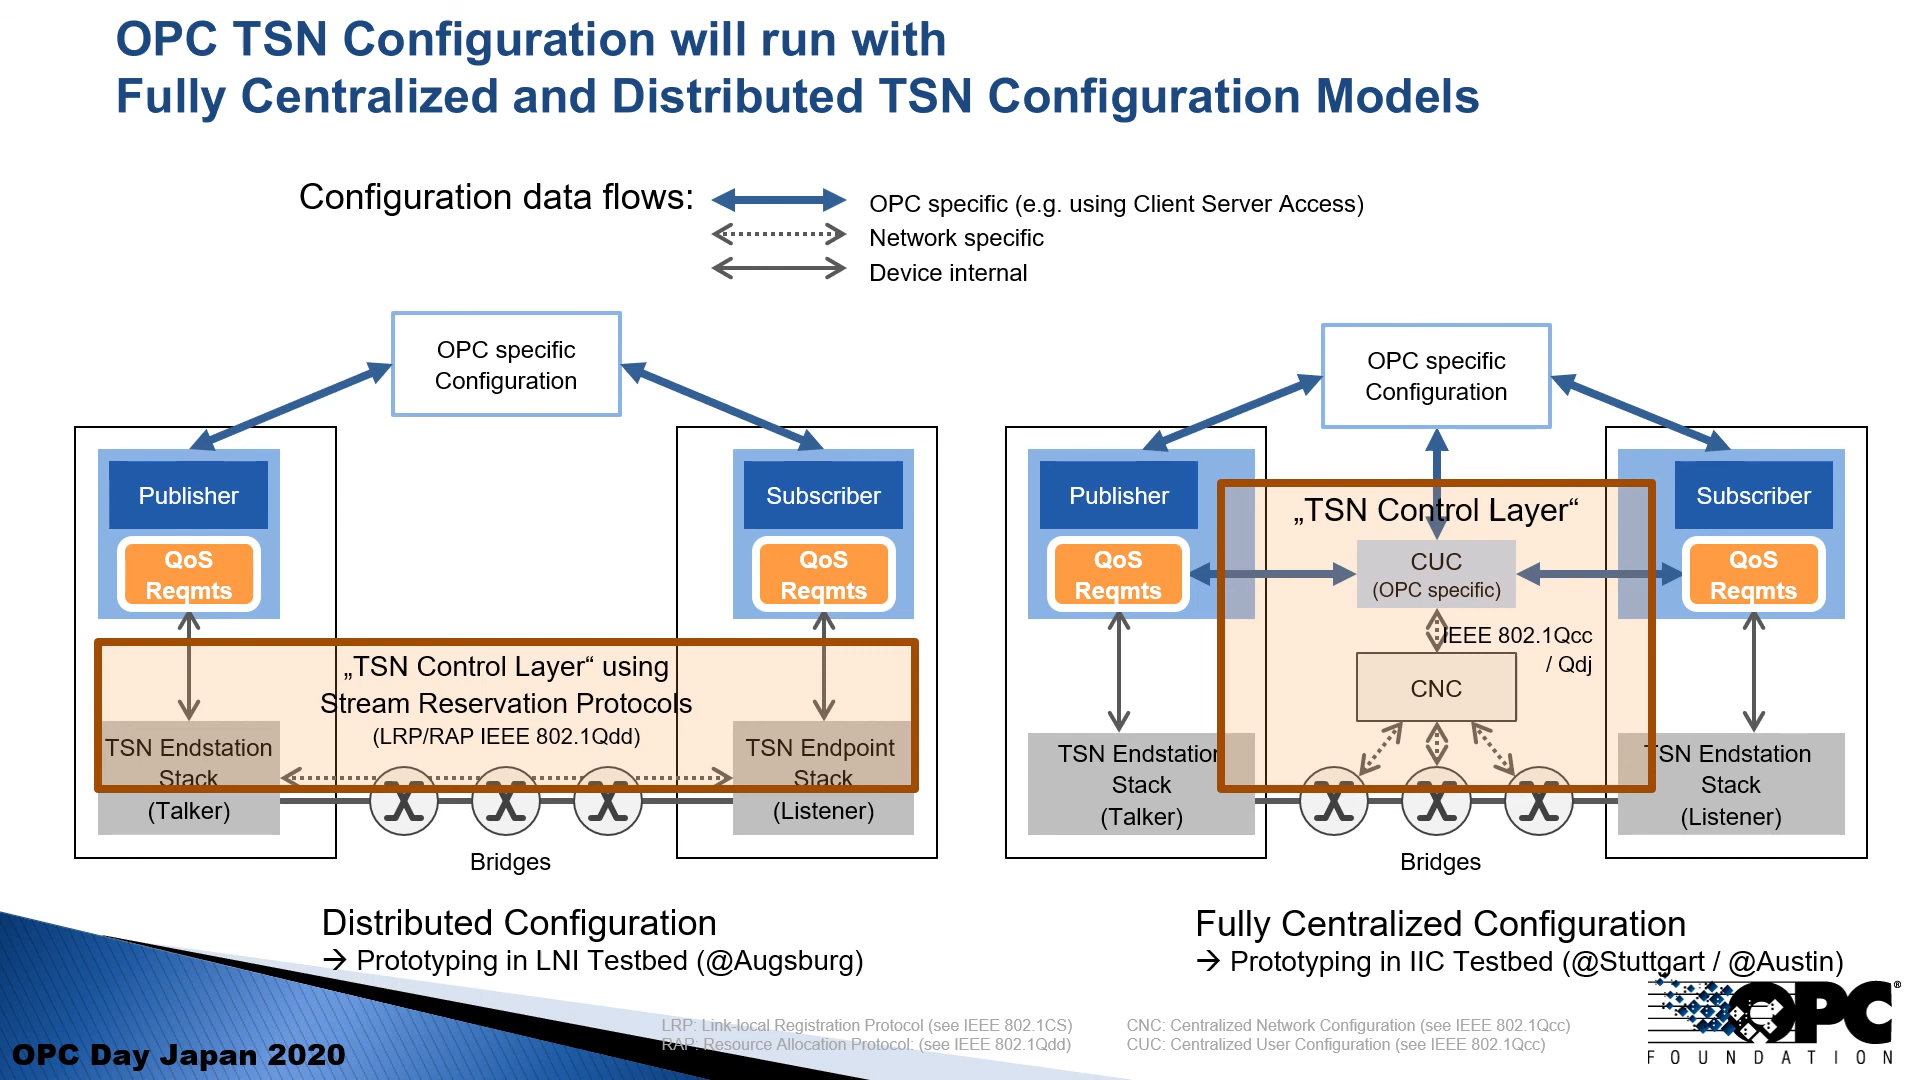 OPC TSN Configuration will run with
Fully Centralized and Distributed TSN Configuration Models
Configuration data flows:
OPC specific (e.g. using Client Server Access)
Network specific
Device internal
OPC specific
Configuration
Publisher
QoS
Reqmts
Subscriber
QoS
Reqmts
„TSN Control Layer“ using
Stream Reservation Protocols
(LRP/RAP IEEE 802.1Qdd)
TSN Endstation
Stack
(Talker)
TSN Endpoint
Stack
(Listener)
Bridges
Distributed Configuration
→ Prototyping in LNI Testbed (@Augsburg)
OPC specific
Configuration
Publisher
QoS
Reqmts
„TSN Control Layer“
CUC
(OPC specific)
IEEE 802.1Qcc
/ Qdj
CNC
Subscriber
QoS
Reqmts
TSN Endstation
Stack
(Talker)
TSN Endstation
Stack
(Listener)
Bridges
Fully Centralized Configuration
→ Prototyping in IIC Testbed (@Stuttgart / @Austin)
LRP: Link-local Registration Protocol (see IEEE 802.1CS)
RAP: Resource Allocation Protocol: (see IEEE 802.1Qdd)
CNC: Centralized Network Configuration (see IEEE 802.1Qcc)
CUC: Centralized User Configuration (see IEEE 802.1Qcc)
OPC Day Japan 2020
OPC®
FOUNDATION